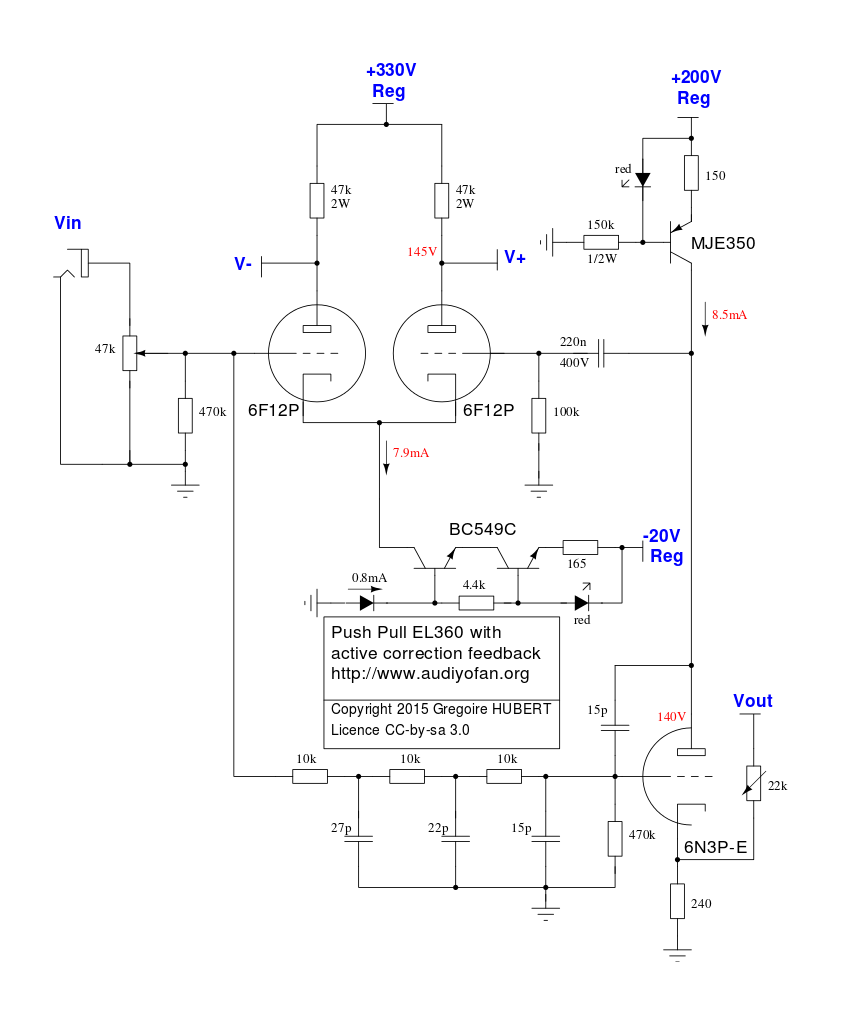 +330V
Reg
+200V
Reg
red
150
47k
2W
47k
2W
Vin
150k
1/2W
MJE350
V-
145V
V+
8.5mA
47k
220n
400V
470k
6F12P
6F12P
100k
7.9mA
BC549C
-20V
Reg
165
0.8mA
4.4k
red
Push Pull EL360 with
active correction feedback
http://www.audiyofan.org
Copyright 2015 Gregoire HUBERT
Licence CC-by-sa 3.0
15p
140V
Vout
10k
10k
10k
22k
27p
22p
15p
470k
6N3P-E
240